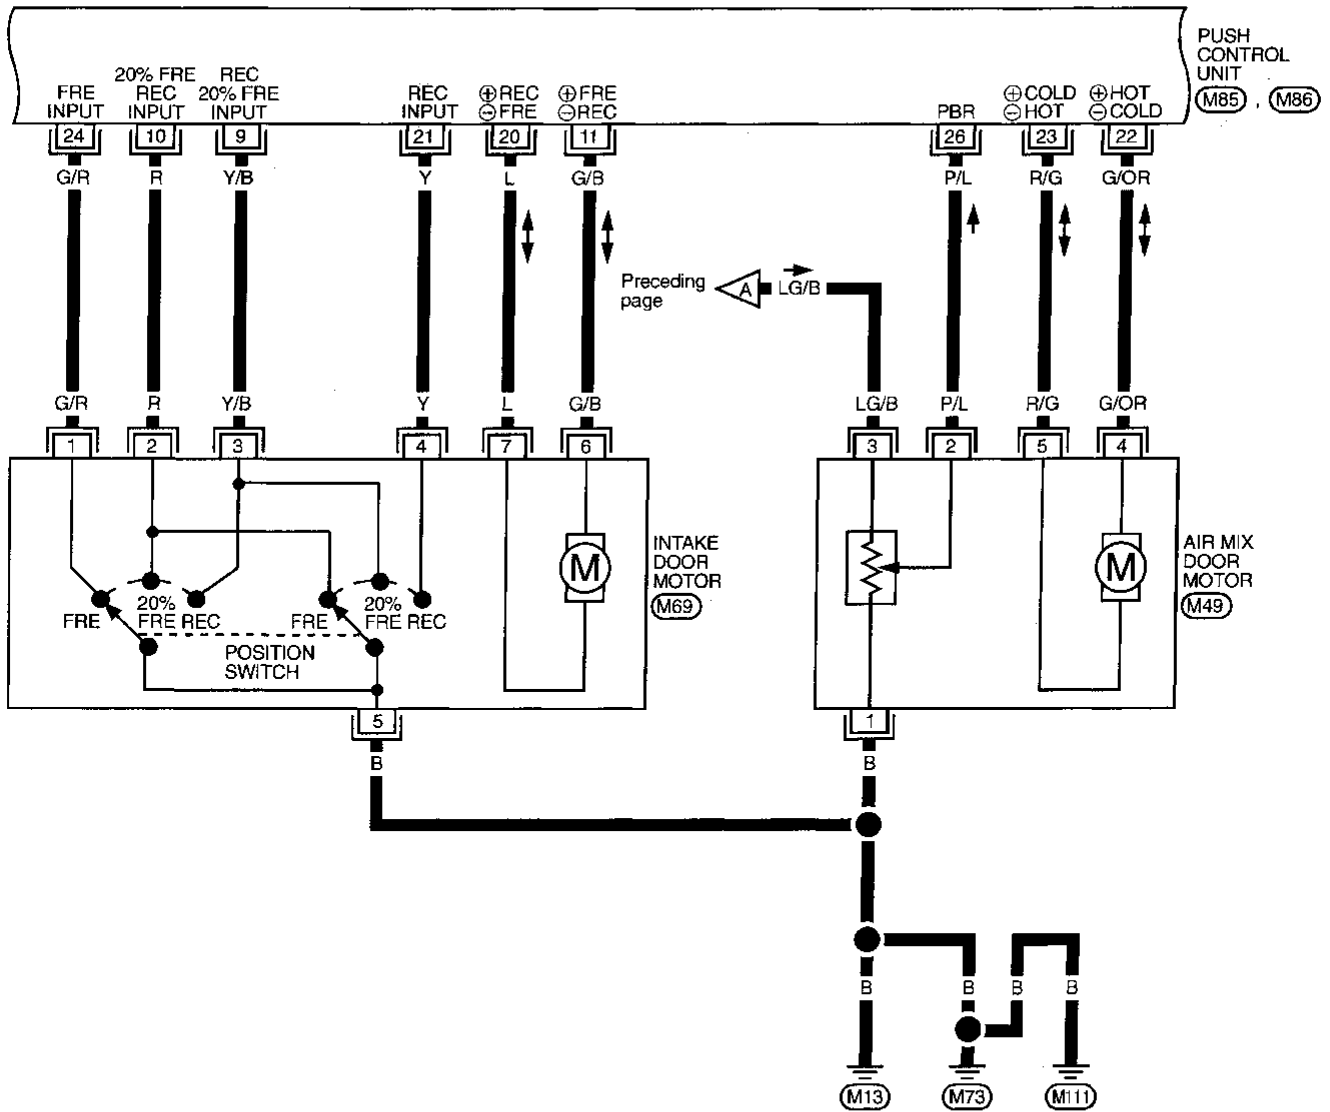 PUSH
CONTROL
UNIT
M85 , M86
FRE
INPUT
20% FRE
REC
INPUT
REC
20% FRE
INPUT
REC
INPUT
⊕REC
⊖FRE
⊕FRE
⊖REC
PBR
⊕COLD
⊖HOT
⊕HOT
⊖COLD
24 10 9 21 20 11 26 23 22
G/R R Y/B Y L G/B P/L R/G G/OR
Preceding
page
A LG/B
G/R R Y/B Y L G/B LG/B P/L R/G G/OR
1 2 3 4 7 6 3 2 5 4
INTAKE
DOOR
MOTOR
M69
M
AIR MIX
DOOR
MOTOR
M49
M
FRE
20%
FRE REC
FRE
20%
FRE REC
POSITION
SWITCH
5 1
B B
B B B B
M13 M73 M111